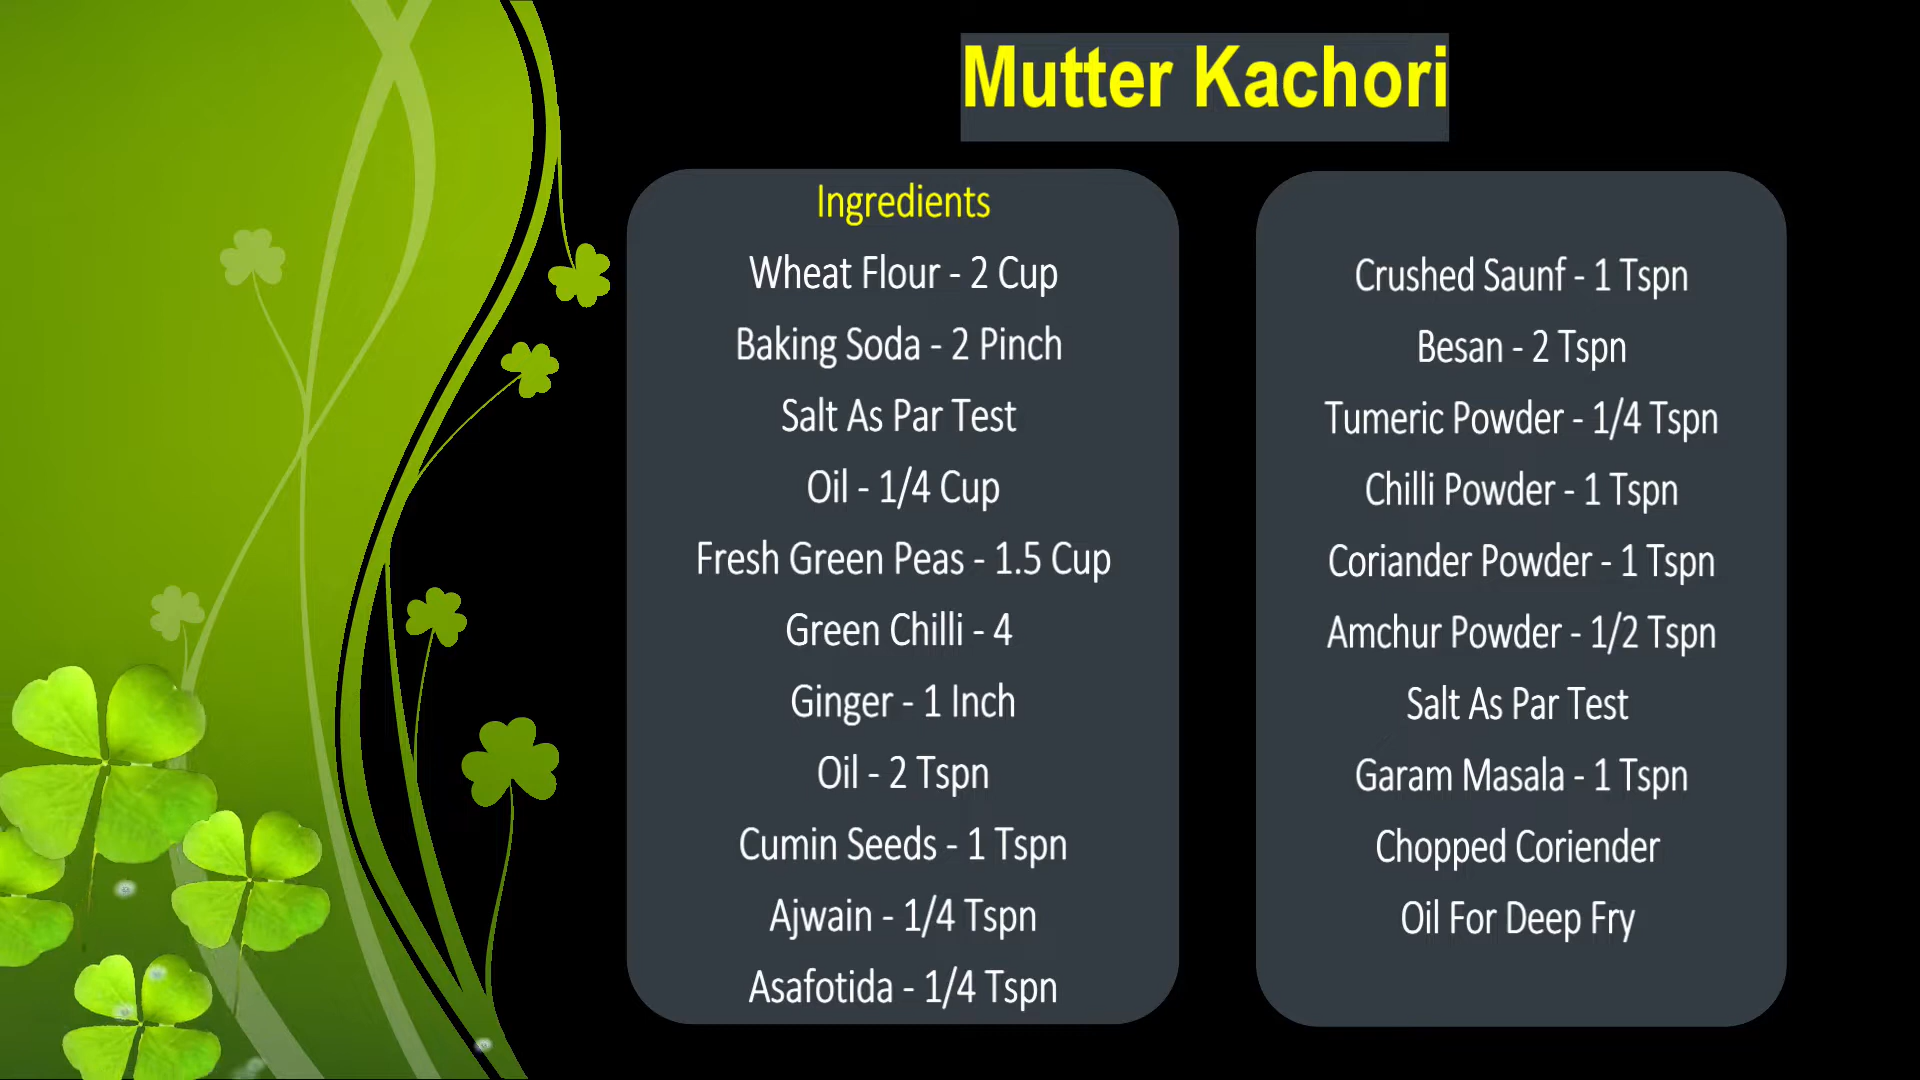 Mutter Kachori
Ingredients
Wheat Flour - 2 Cup
Baking Soda - 2 Pinch
Salt As Par Test
Oil - 1/4 Cup
Fresh Green Peas - 1.5 Cup
Green Chilli - 4
Ginger - 1 Inch
Oil - 2 Tspn
Cumin Seeds - 1 Tspn
Ajwain - 1/4 Tspn
Asafotida - 1/4 Tspn
Crushed Saunf - 1 Tspn
Besan - 2 Tspn
Tumeric Powder - 1/4 Tspn
Chilli Powder - 1 Tspn
Coriander Powder - 1 Tspn
Amchur Powder - 1/2 Tspn
Salt As Par Test
Garam Masala - 1 Tspn
Chopped Coriender
Oil For Deep Fry